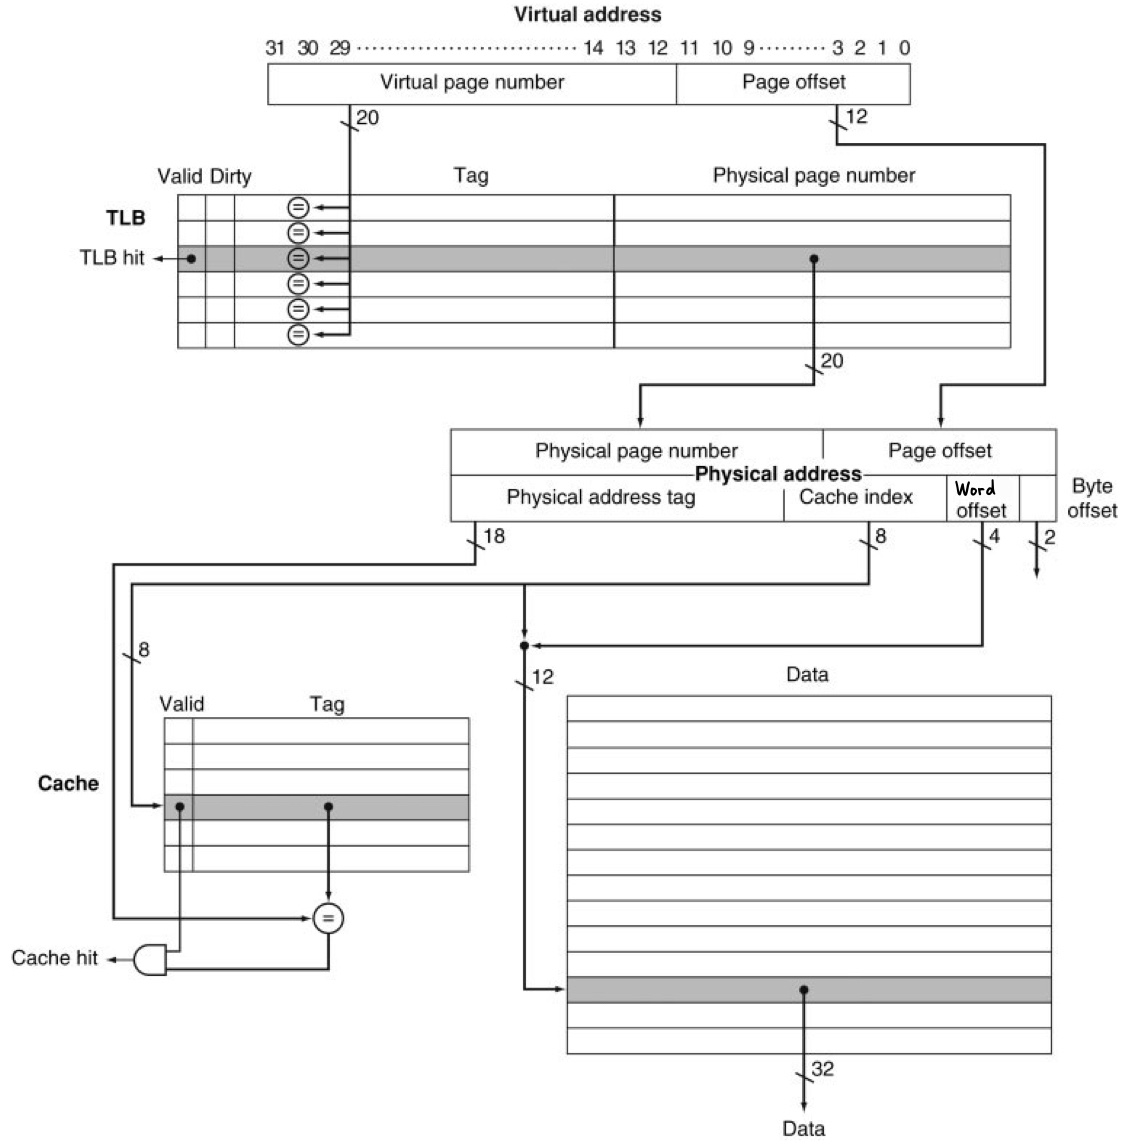 Virtual address
31 30 29 ........................................ 14 13 12 11 10 9 ............ 3 2 1 0
Virtual page number Page offset
20 12
Valid Dirty Tag Physical page number
TLB
=
=
TLB hit =
=
=
=
20
Physical page number Page offset
Physical address
Physical address tag Cache index Word offset Byte offset
18 8 4 2
8
12
Data
Valid Tag
Cache
=
Cache hit
32
Data